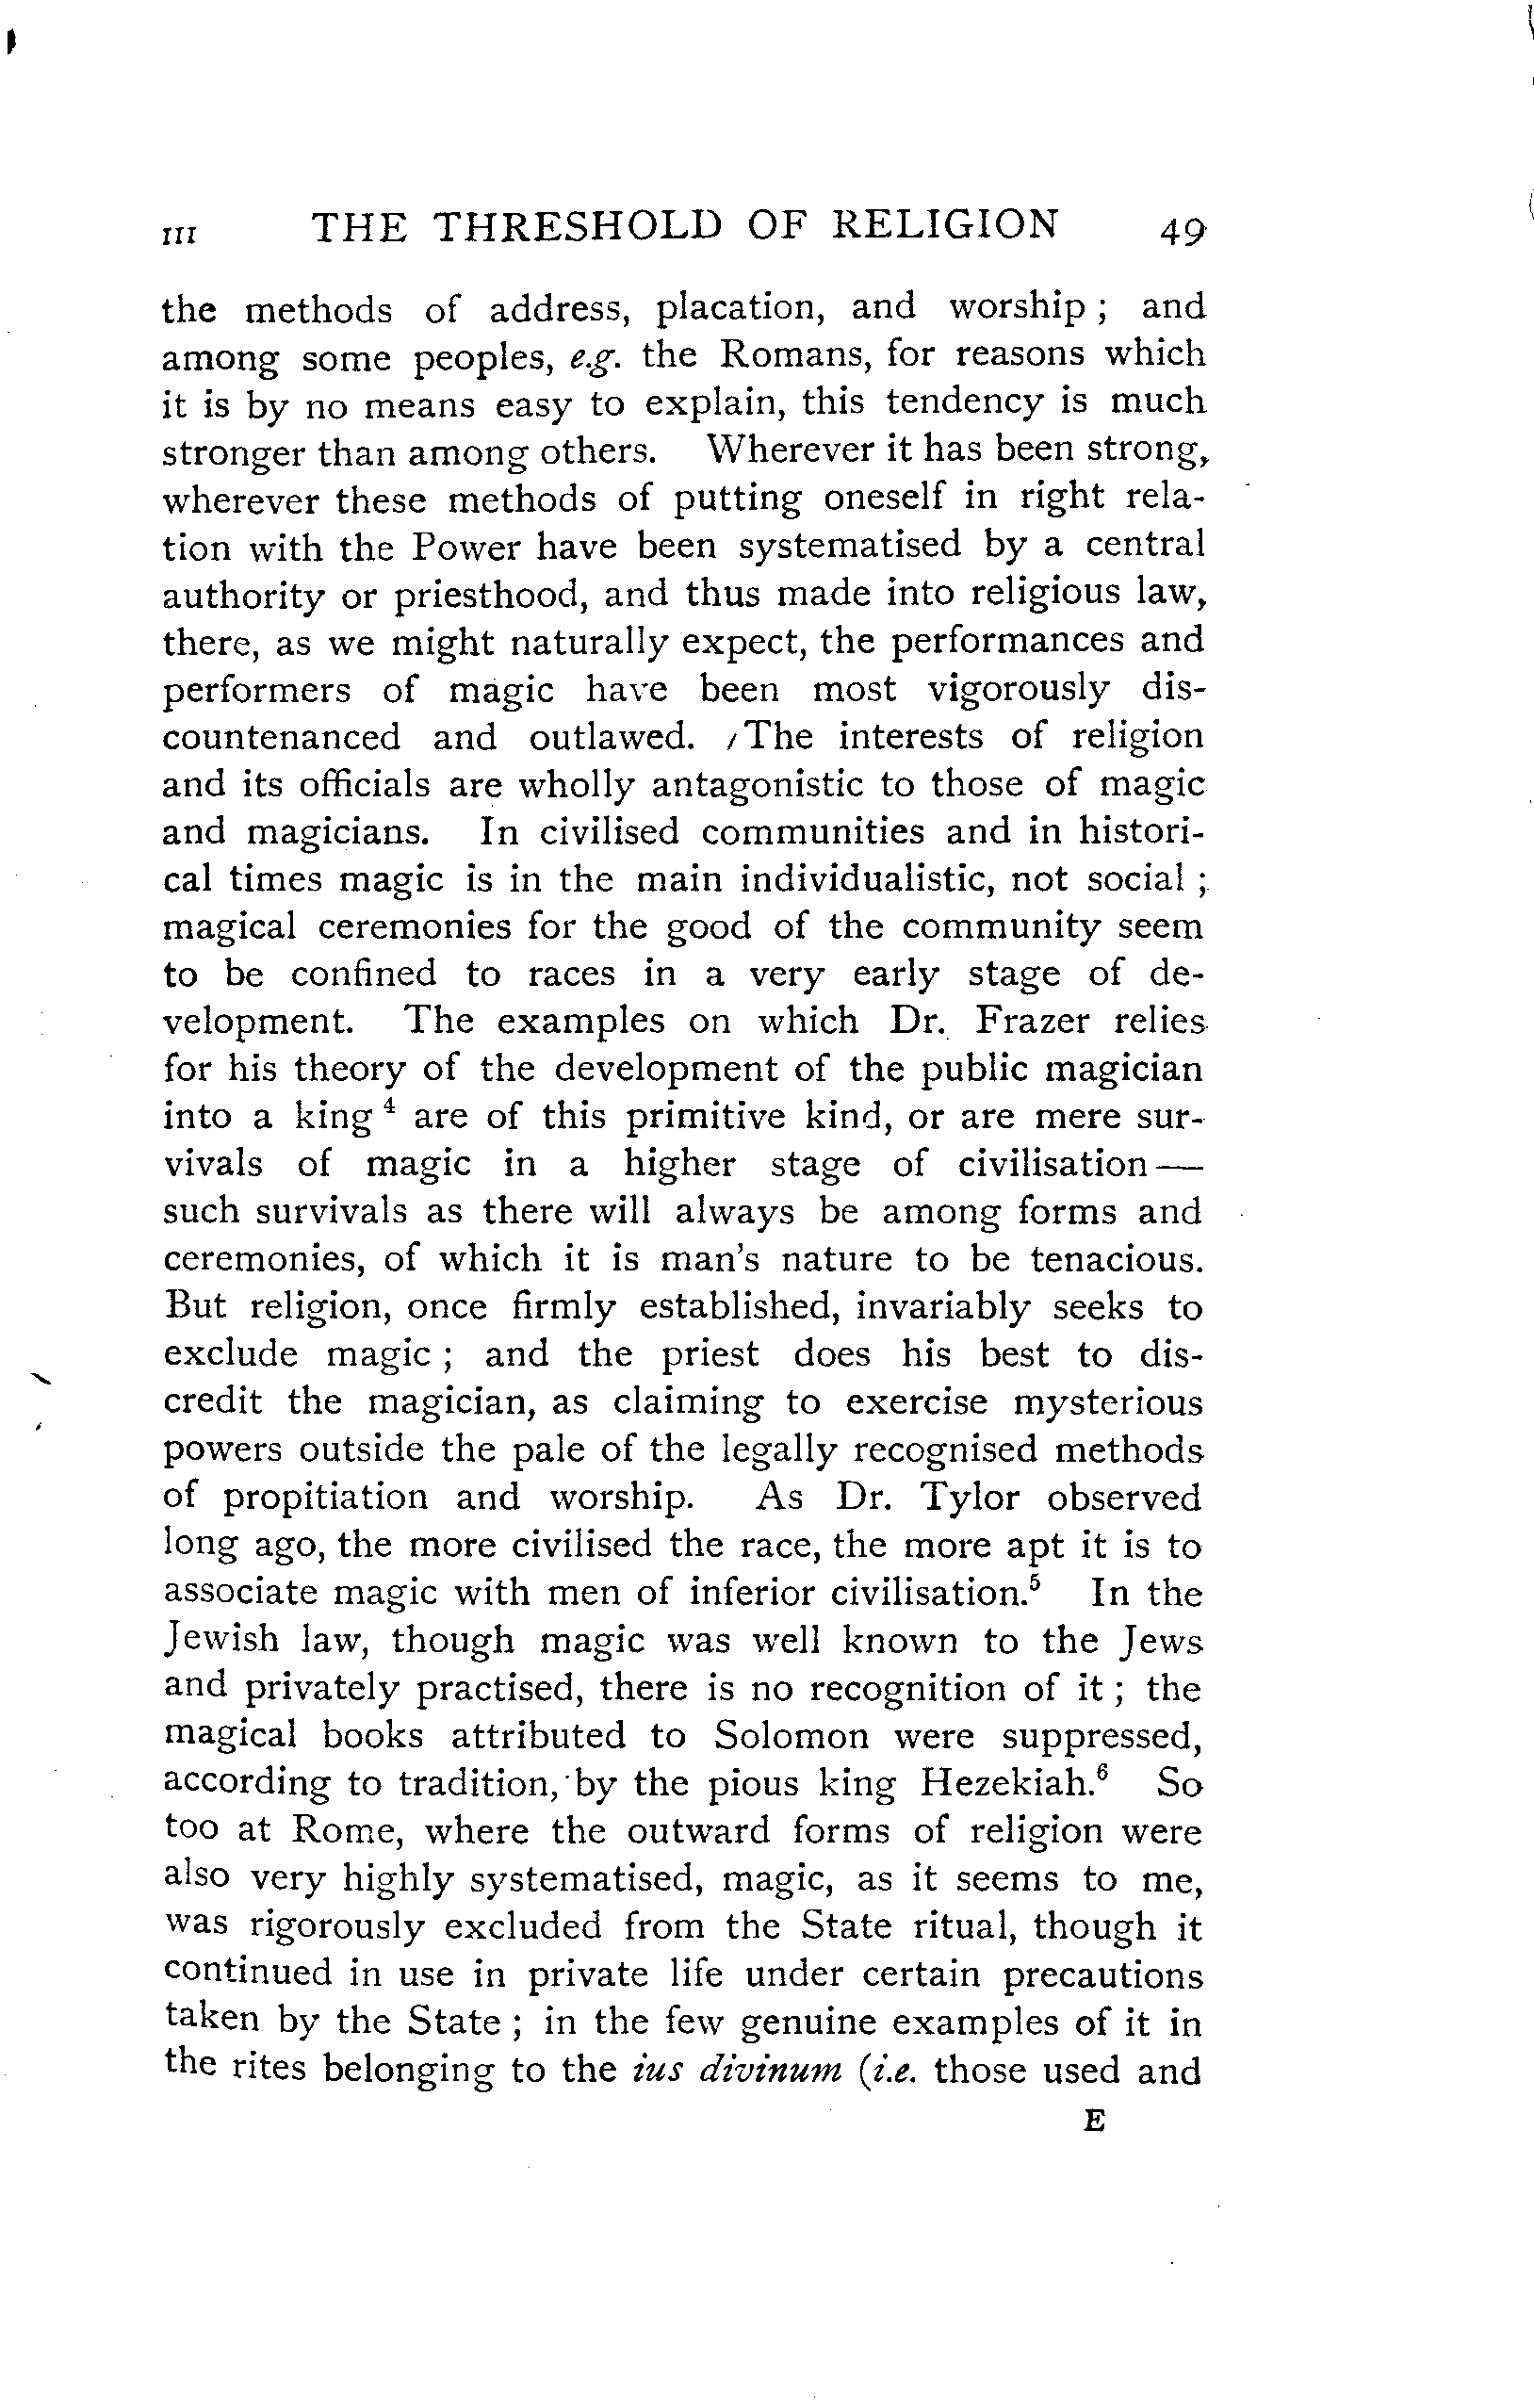 III THE THRESHOLD OF RELIGION 49
the methods of address, placation, and worship ; and
among some peoples, e.g. the Romans, for reasons which
it is by no means easy to explain, this tendency is much
stronger than among others. Wherever it has been strong,
wherever these methods of putting oneself in right rela-
tion with the Power have been systematised by a central
authority or priesthood, and thus made into religious law,
there, as we might naturally expect, the performances and
performers of magic have been most vigorously dis-
countenanced and outlawed. The interests of religion
and its officials are wholly antagonistic to those of magic
and magicians. In civilised communities and in histori-
cal times magic is in the main individualistic, not social ;
magical ceremonies for the good of the community seem
to be confined to races in a very early stage of de-
velopment. The examples on which Dr. Frazer relies
for his theory of the development of the public magician
into a king ⁴ are of this primitive kind, or are mere sur-
vivals of magic in a higher stage of civilisation—
such survivals as there will always be among forms and
ceremonies, of which it is man's nature to be tenacious.
But religion, once firmly established, invariably seeks to
exclude magic ; and the priest does his best to dis-
credit the magician, as claiming to exercise mysterious
powers outside the pale of the legally recognised methods
of propitiation and worship. As Dr. Tylor observed
long ago, the more civilised the race, the more apt it is to
associate magic with men of inferior civilisation.⁵ In the
Jewish law, though magic was well known to the Jews
and privately practised, there is no recognition of it ; the
magical books attributed to Solomon were suppressed,
according to tradition, by the pious king Hezekiah.⁶ So
too at Rome, where the outward forms of religion were
also very highly systematised, magic, as it seems to me,
was rigorously excluded from the State ritual, though it
continued in use in private life under certain precautions
taken by the State ; in the few genuine examples of it in
the rites belonging to the ius divinum (i.e. those used and
E